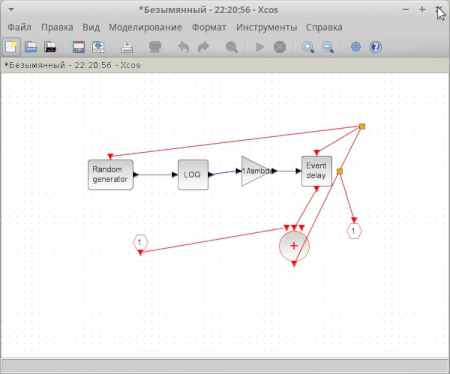 *Безымянный - 22:20:56 - Xcos
Файл Правка Вид Моделирование Формат Инструменты Справка
*Безымянный - 22:20:56 - Xcos
Random
generator
LOG
1/lambda
Event
delay
1
1